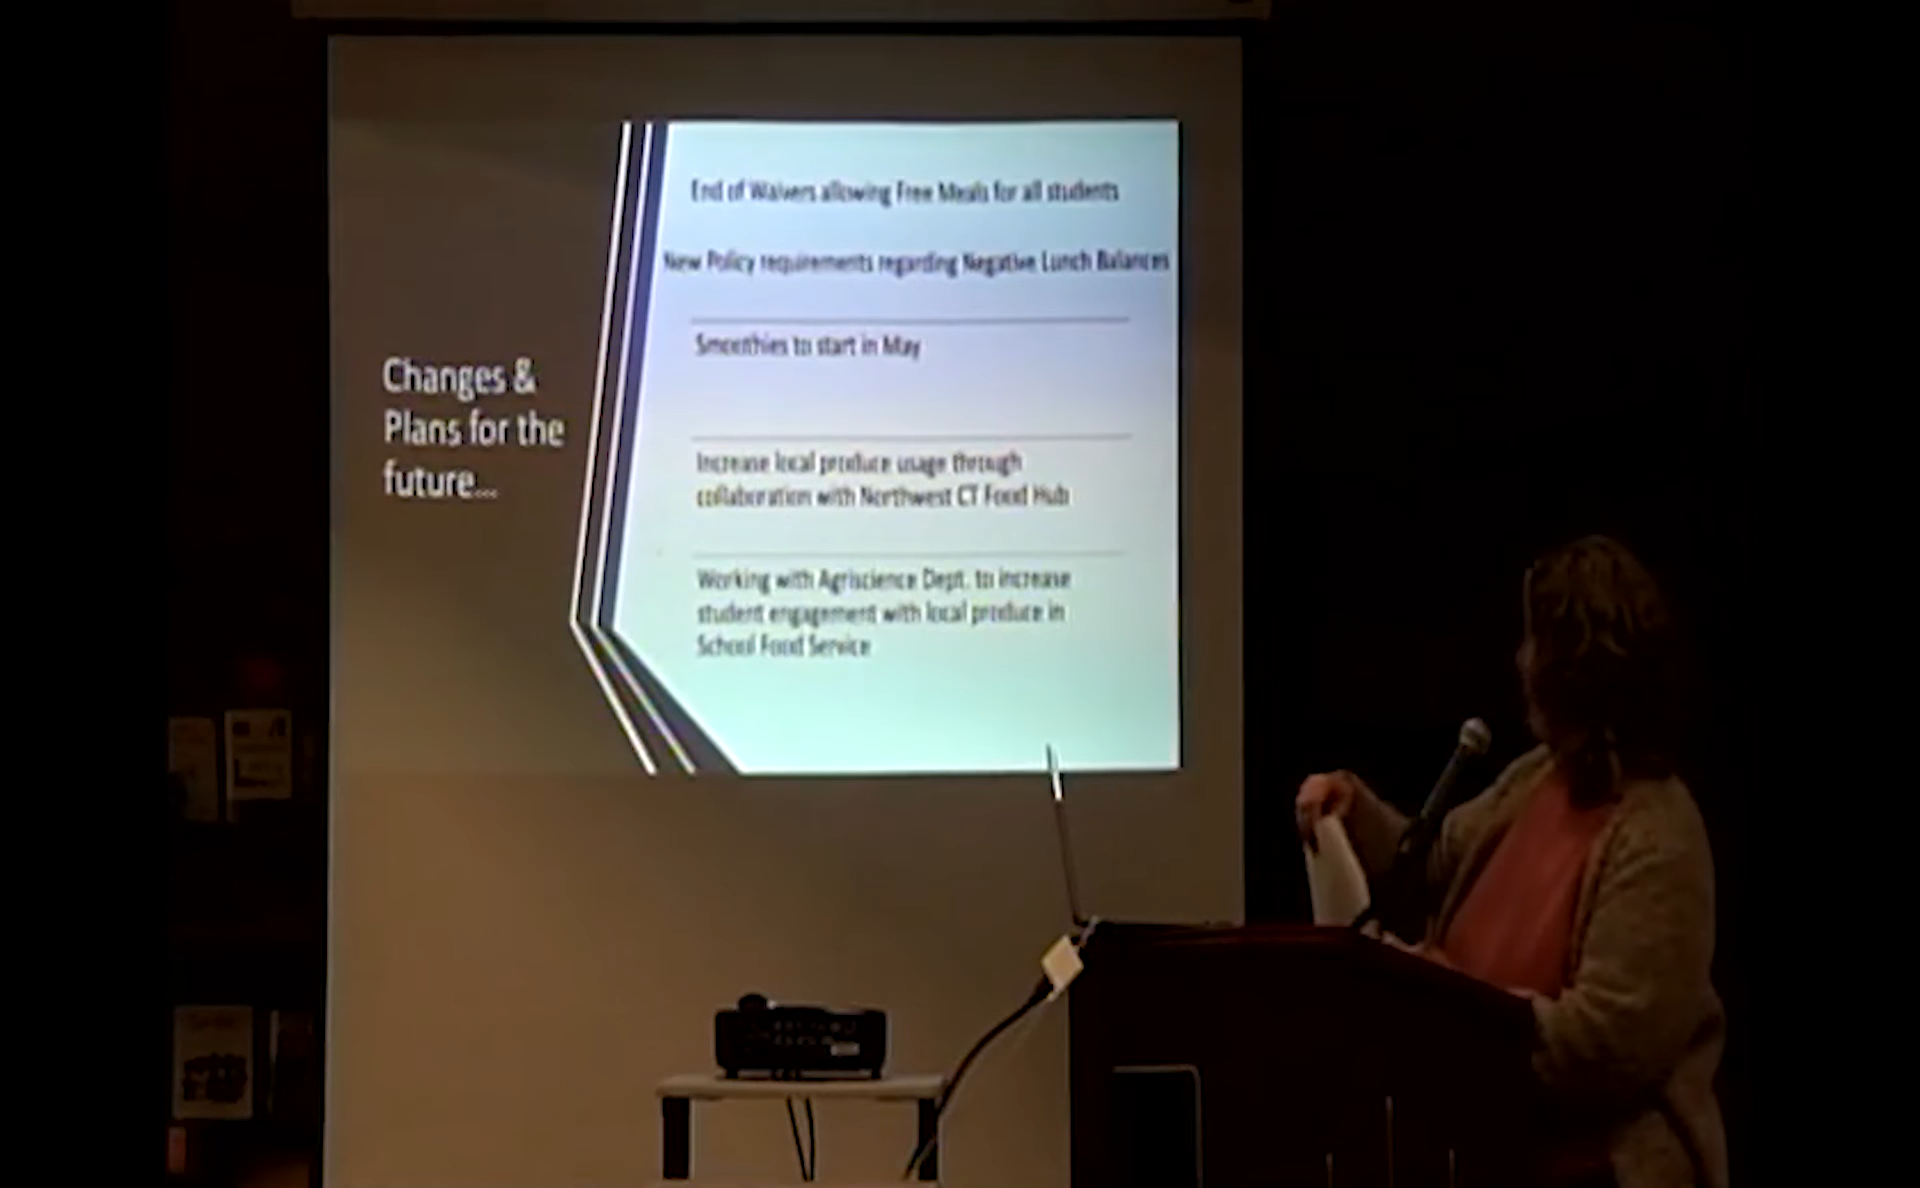 Changes &
Plans for the
future...
End of Waivers allowing Free Meals for all students
New Policy requirements regarding Negative Lunch Balances
Smoothies to start in May
Increase local produce usage through
collaboration with Northwest CT Food Hub
Working with Agriscience Dept. to increase
student engagement with local produce in
School Food Service